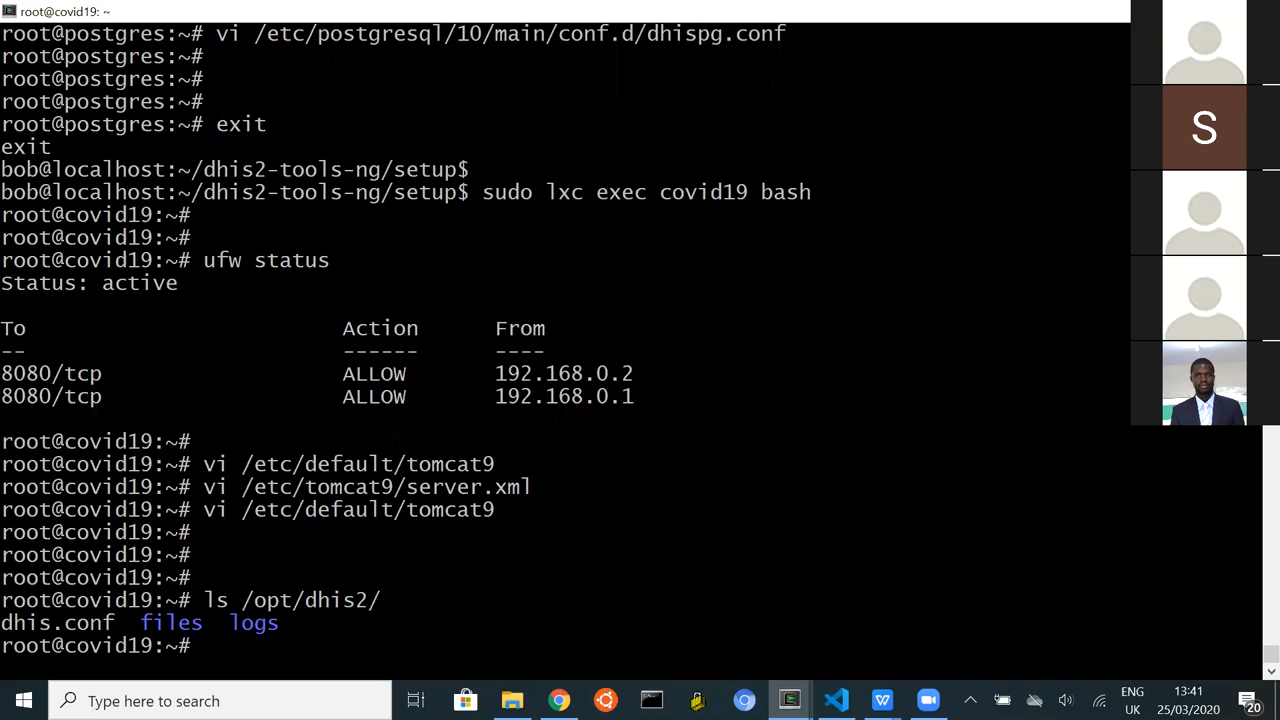 root@covid19: ~
root@postgres:~# vi /etc/postgresql/10/main/conf.d/dhispg.conf
root@postgres:~#
root@postgres:~#
root@postgres:~#
root@postgres:~# exit
exit
bob@localhost:~/dhis2-tools-ng/setup$
bob@localhost:~/dhis2-tools-ng/setup$ sudo lxc exec covid19 bash
root@covid19:~#
root@covid19:~#
root@covid19:~# ufw status
Status: active
To Action From
-- ------ ----
8080/tcp ALLOW 192.168.0.2
8080/tcp ALLOW 192.168.0.1
root@covid19:~#
root@covid19:~# vi /etc/default/tomcat9
root@covid19:~# vi /etc/tomcat9/server.xml
root@covid19:~# vi /etc/default/tomcat9
root@covid19:~#
root@covid19:~#
root@covid19:~#
root@covid19:~# ls /opt/dhis2/
dhis.conf files logs
root@covid19:~#
S
Type here to search
ENG
UK
13:41
25/03/2020
20